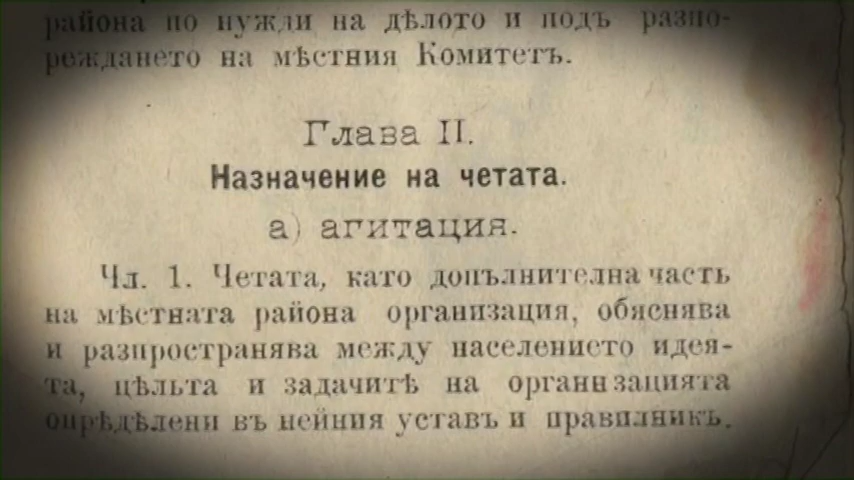 района по нужди на дѣлото и подъ разпо-
реждането на мѣстния Комитетъ.
Глава II.
Назначение на четата.
а) агитация.
Чл. 1. Четата, като допълнителна часть
на мѣстната района организация, обяснява
и разпространява между населението идея-
та, цѣльта и задачитѣ на организацията
опрѣдѣлени въ нейния уставъ и правилникъ.